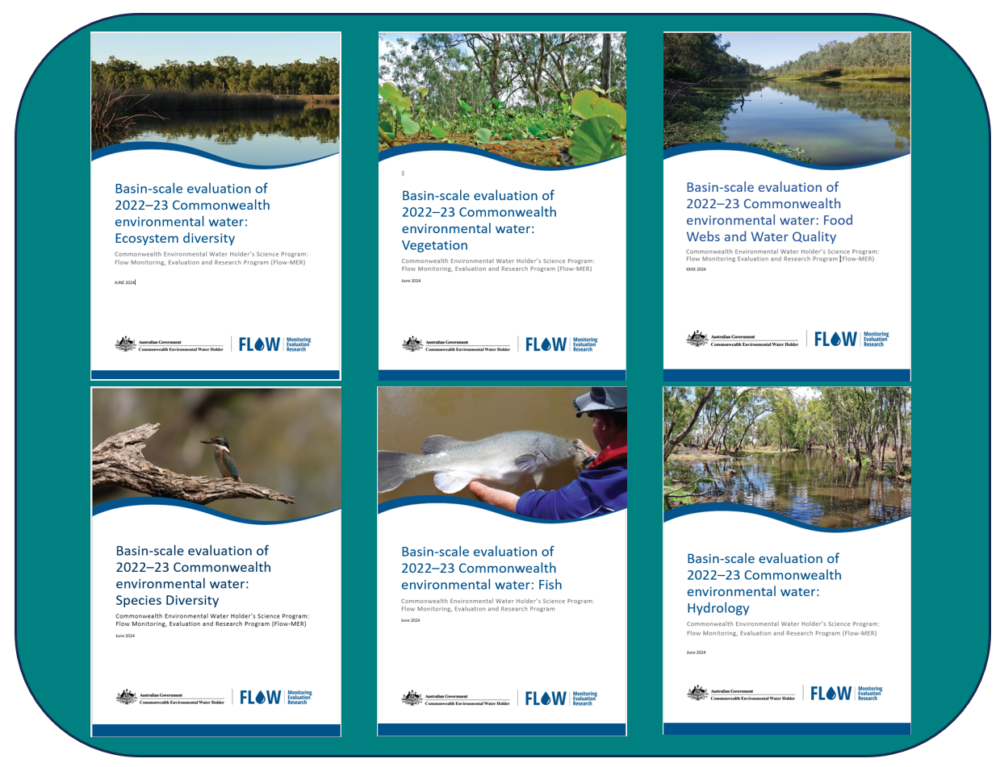 Basin-scale evaluation of
2022–23 Commonwealth
environmental water:
Ecosystem diversity
Commonwealth Environmental Water Holder's Science Program:
Flow Monitoring, Evaluation and Research Program (Flow-MER)
JUNE 2024
Australian Government
Commonwealth Environmental Water Holder
FLOW
Monitoring
Evaluation
Research
Basin-scale evaluation of
2022–23 Commonwealth
environmental water:
Vegetation
Commonwealth Environmental Water Holder's Science Program:
Flow Monitoring, Evaluation and Research Program (Flow-MER)
June 2024
Australian Government
Commonwealth Environmental Water Holder
FLOW
Monitoring
Evaluation
Research
Basin-scale evaluation of
2022–23 Commonwealth
environmental water: Food
Webs and Water Quality
Commonwealth Environmental Water Holder's Science Program:
Flow Monitoring Evaluation and Research Program (Flow-MER)
XXXX 2024
Australian Government
Commonwealth Environmental Water Holder
FLOW
Monitoring
Evaluation
Research
Basin-scale evaluation of
2022–23 Commonwealth
environmental water:
Species Diversity
Commonwealth Environmental Water Holder's Science Program:
Flow Monitoring, Evaluation and Research Program (Flow-MER)
June 2024
Australian Government
Commonwealth Environmental Water Holder
FLOW
Monitoring
Evaluation
Research
Basin-scale evaluation of
2022–23 Commonwealth
environmental water: Fish
Commonwealth Environmental Water Holder's Science Program:
Flow Monitoring, Evaluation and Research Program
June 2024
Australian Government
Commonwealth Environmental Water Holder
FLOW
Monitoring
Evaluation
Research
Basin-scale evaluation of
2022–23 Commonwealth
environmental water:
Hydrology
Commonwealth Environmental Water Holder's Science Program:
Flow Monitoring, Evaluation and Research Program (Flow-MER)
June 2024
Australian Government
Commonwealth Environmental Water Holder
FLOW
Monitoring
Evaluation
Research